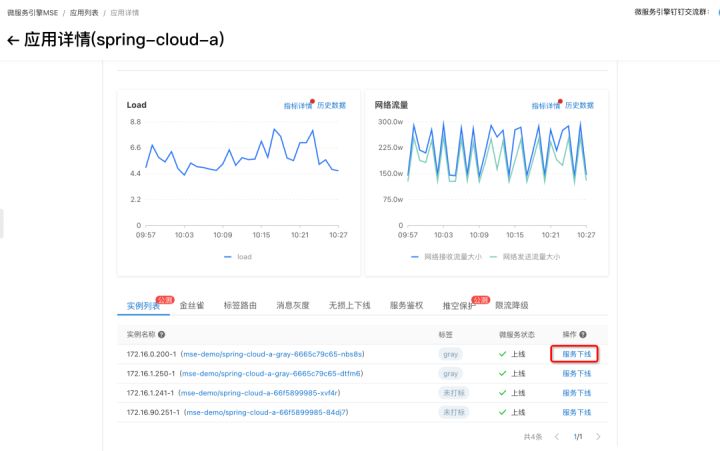 微服务引擎MSE / 应用列表 / 应用详情
微服务引擎钉钉交流群：
← 应用详情(spring-cloud-a)
Load
指标详情 历史数据
8.8
6.6
4.4
2.2
0
09:57 10:03 10:09 10:15 10:21 10:27
load
网络流量
指标详情 历史数据
300.0w
225.0w
150.0w
75.0w
0
09:57 10:03 10:09 10:15 10:21 10:27
网络接收流量大小 网络发送流量大小
实例列表 公测 金丝雀 标签路由 消息灰度 无损上下线 服务鉴权 推空保护 公测 限流降级
实例名称 标签 微服务状态 操作
172.16.0.200-1 (mse-demo/spring-cloud-a-gray-6665c79c65-nbs8s) gray 上线 服务下线
172.16.1.250-1 (mse-demo/spring-cloud-a-gray-6665c79c65-dtfm6) gray 上线 服务下线
172.16.1.241-1 (mse-demo/spring-cloud-a-66f5899985-xvf4r) 未打标 上线 服务下线
172.16.90.251-1 (mse-demo/spring-cloud-a-66f5899985-84dj7) 未打标 上线 服务下线
共4条 < 1/1 >